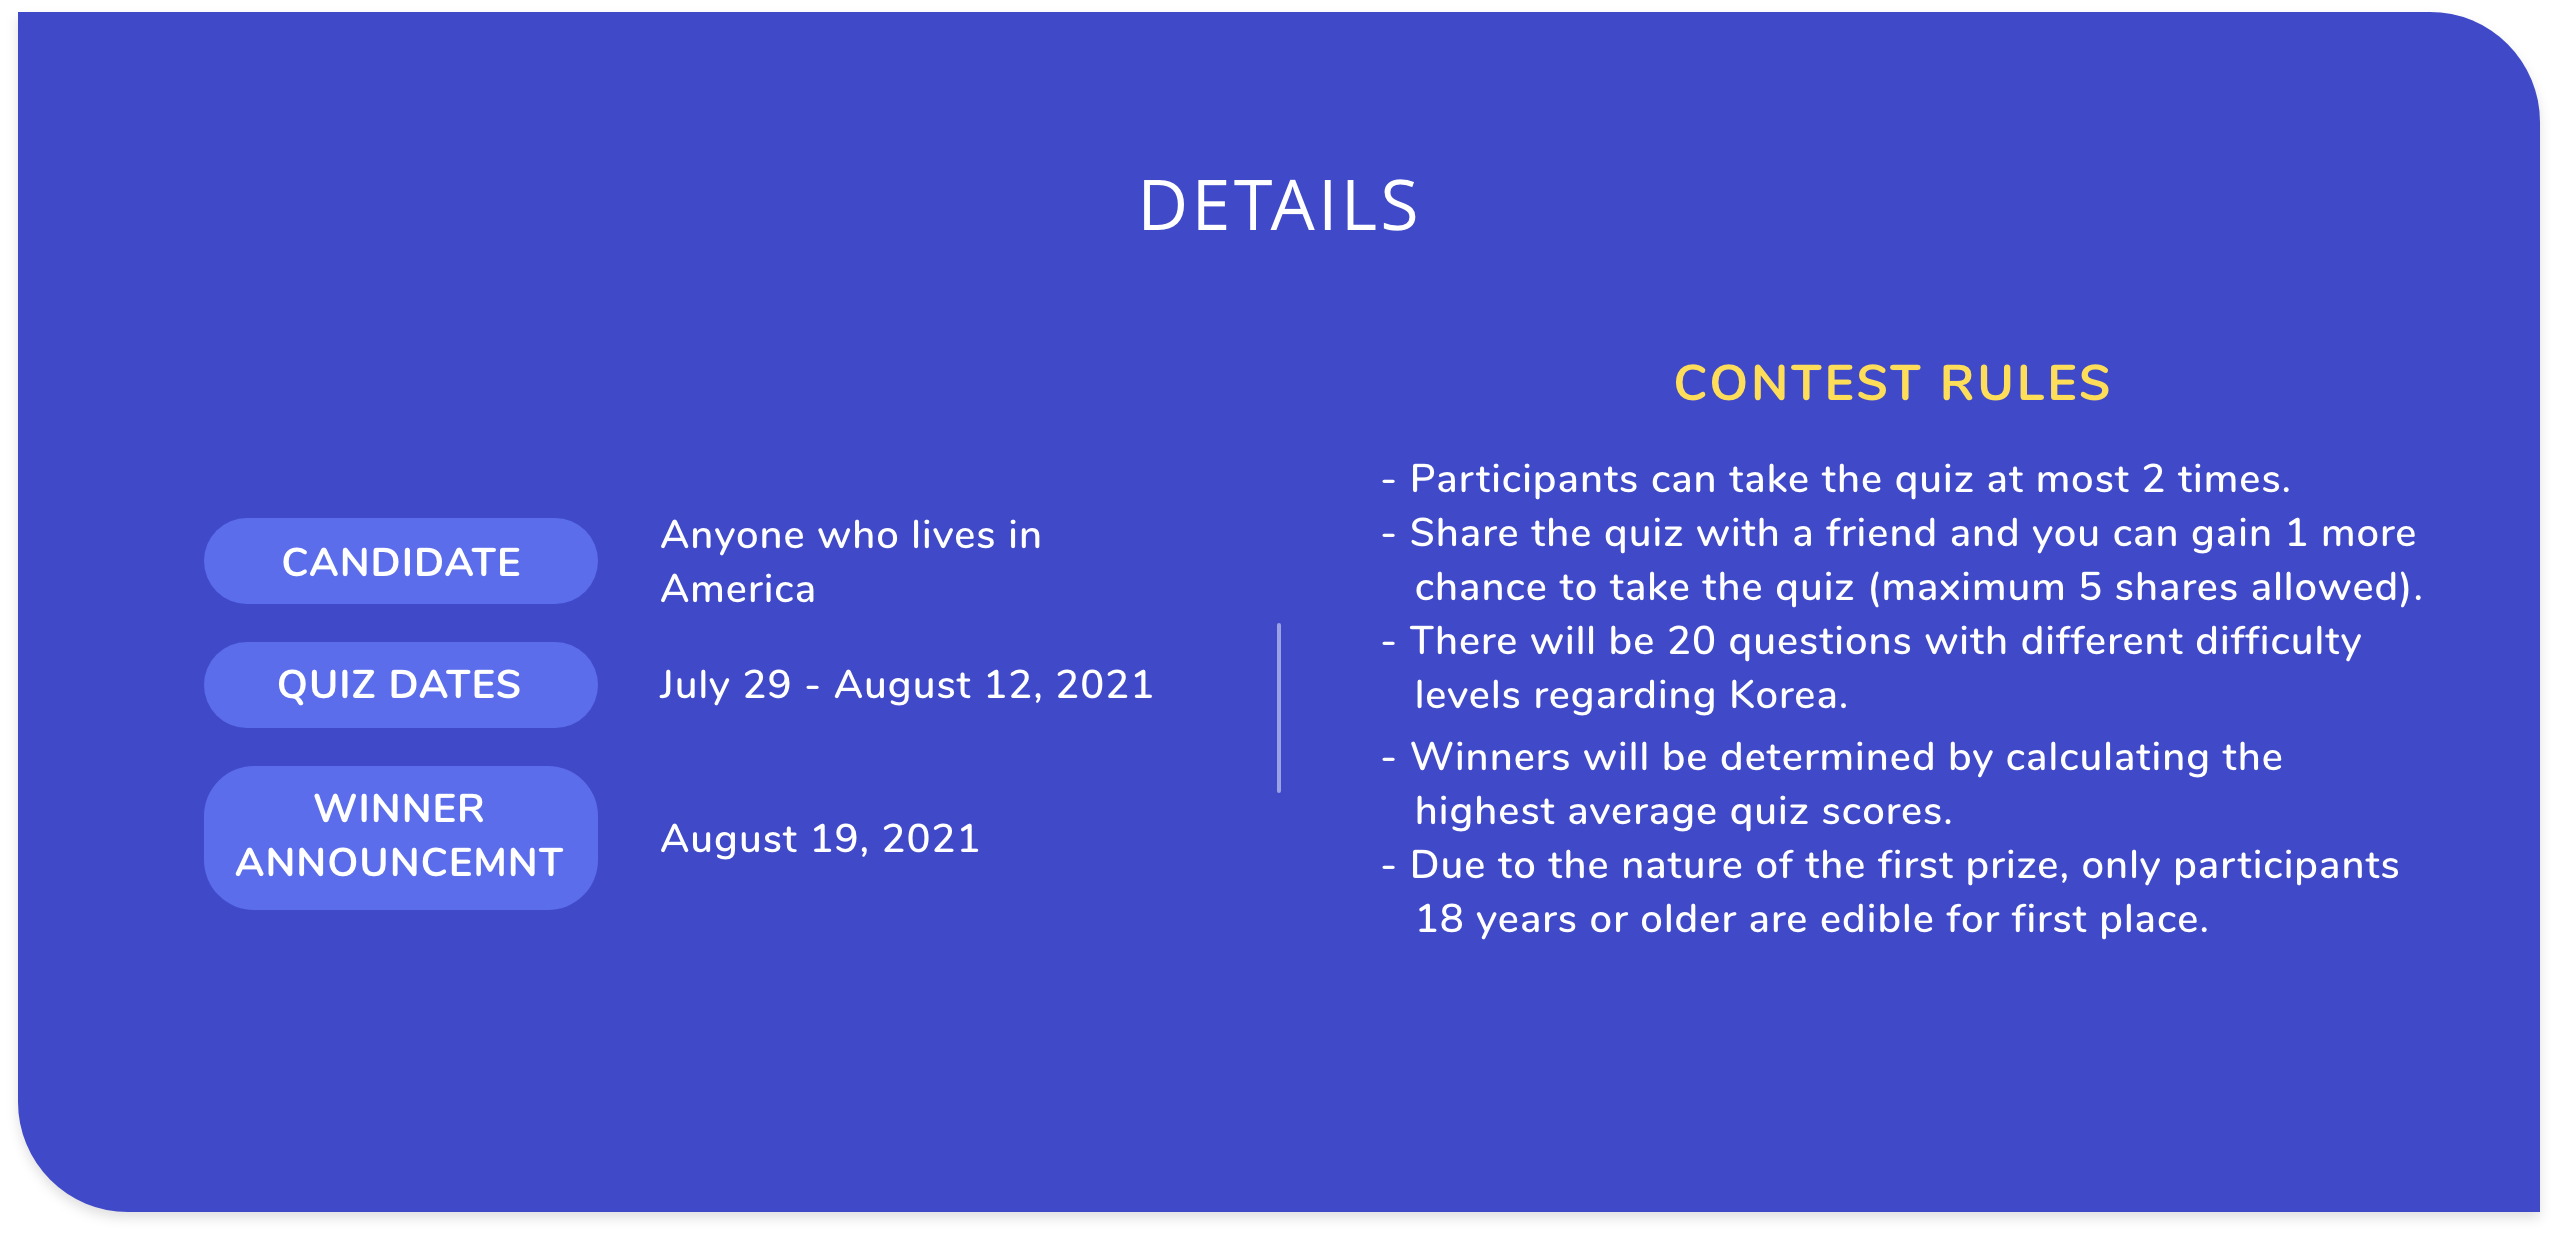 DETAILS
CANDIDATE
Anyone who lives in
America
QUIZ DATES
July 29 - August 12, 2021
WINNER
ANNOUNCEMNT
August 19, 2021
CONTEST RULES
- Participants can take the quiz at most 2 times.
- Share the quiz with a friend and you can gain 1 more
chance to take the quiz (maximum 5 shares allowed).
- There will be 20 questions with different difficulty
levels regarding Korea.
- Winners will be determined by calculating the
highest average quiz scores.
- Due to the nature of the first prize, only participants
18 years or older are edible for first place.